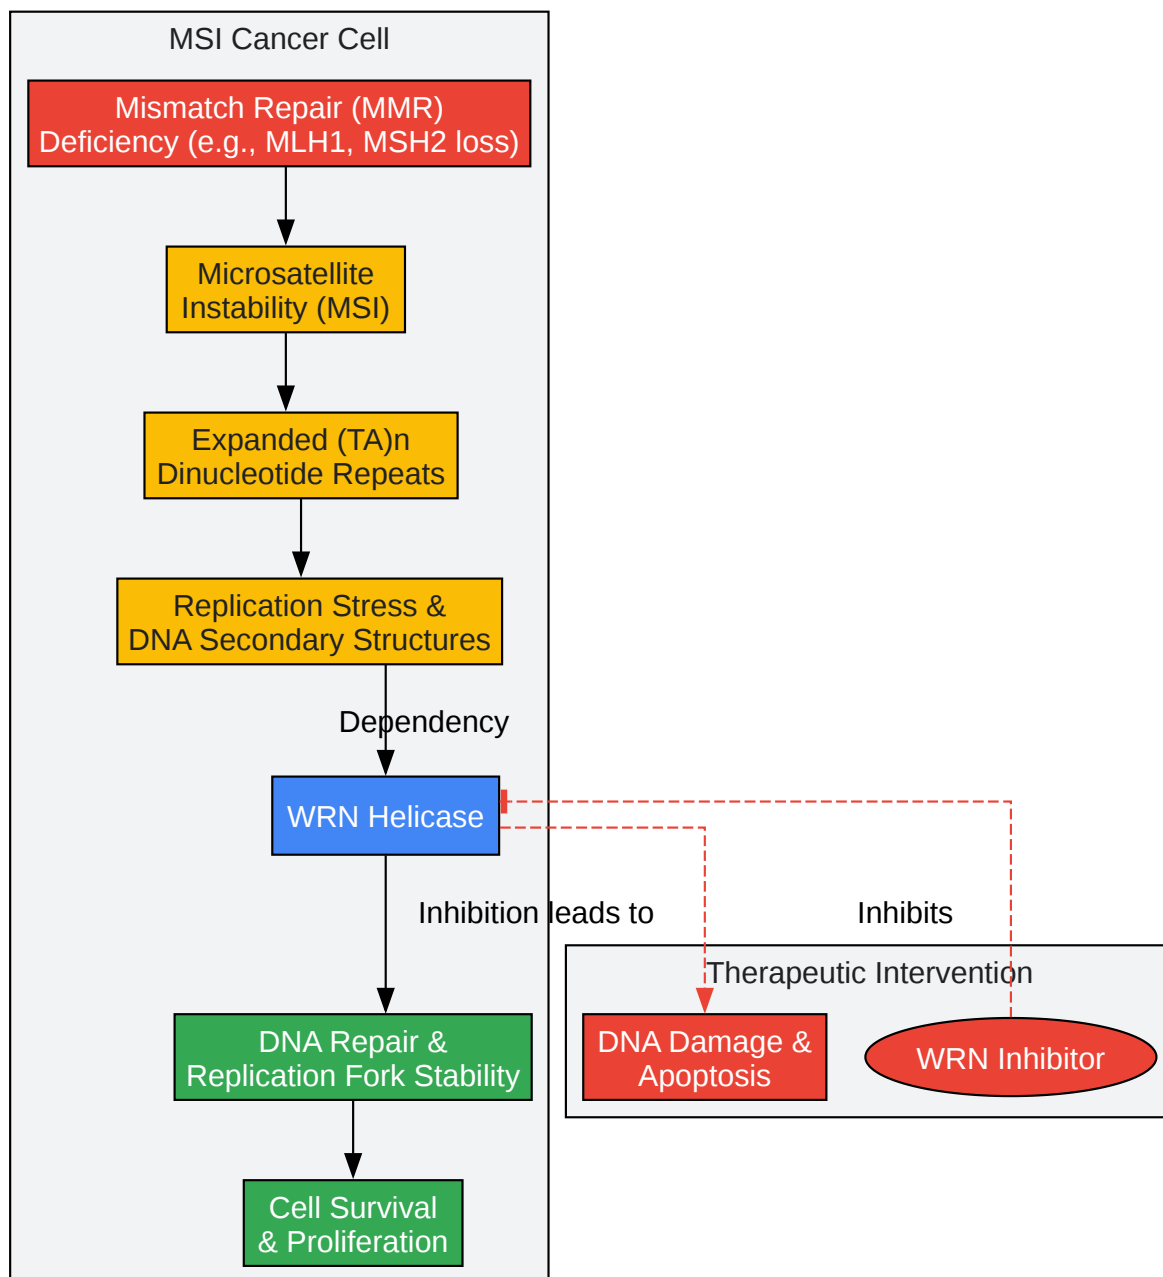 MSI Cancer Cell
Mismatch Repair (MMR)
Deficiency (e.g., MLH1, MSH2 loss)
Microsatellite
Instability (MSI)
Expanded (TA)n
Dinucleotide Repeats
Replication Stress &
DNA Secondary Structures
Dependency
WRN Helicase
Inhibition leads to
Inhibits
Therapeutic Intervention
DNA Damage &
Apoptosis
WRN Inhibitor
DNA Repair &
Replication Fork Stability
Cell Survival
& Proliferation